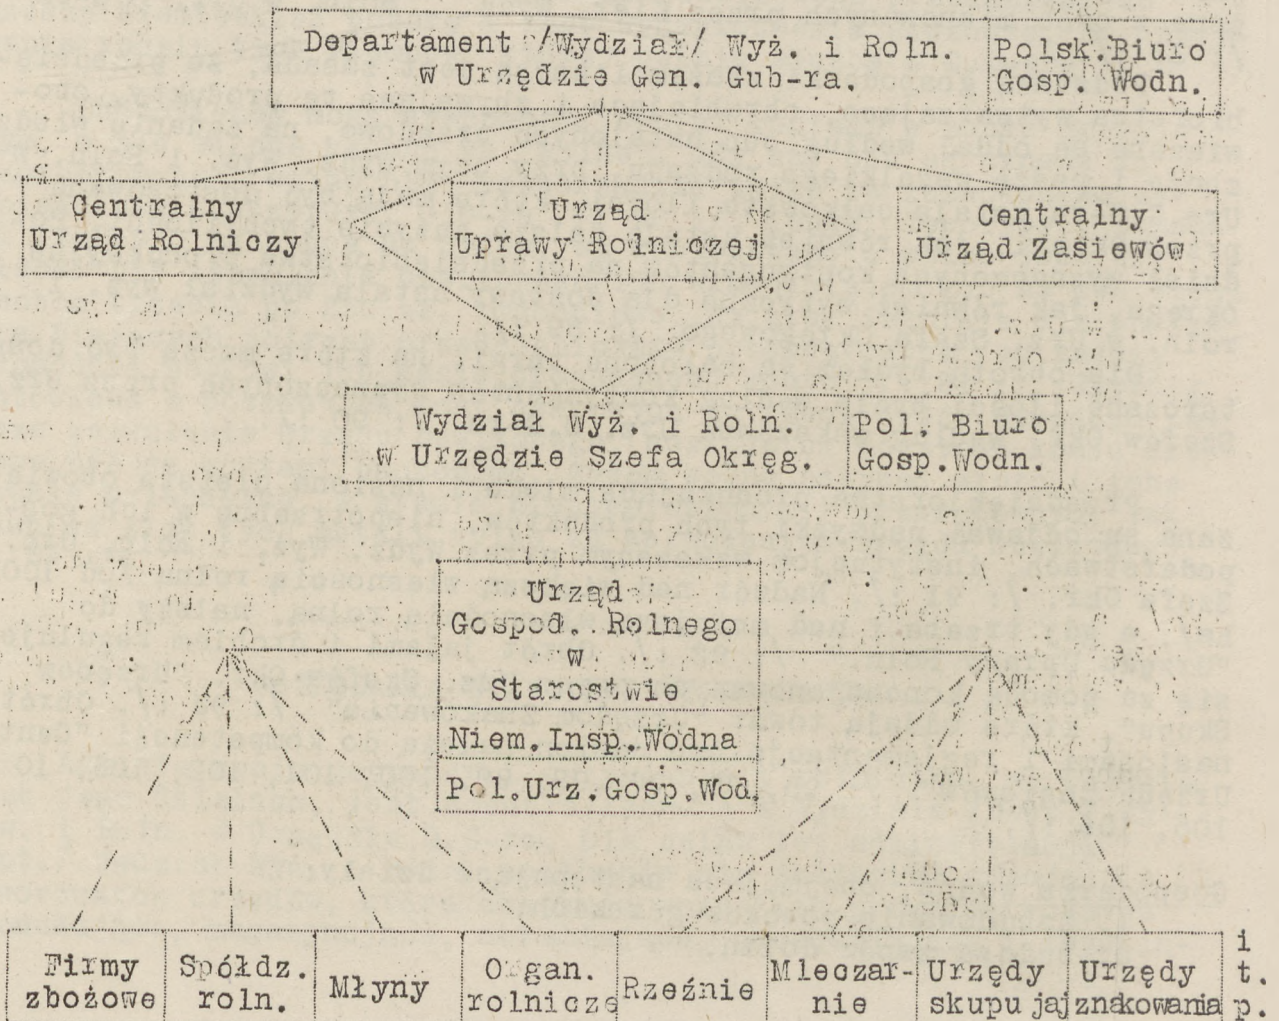 Departament /Wydział/ Wyż. i Roln.
w Urzędzie Gen. Gub-ra.
Polsk.Biuro
Gosp. Wodn.
Centralny
Urząd Rolniczy
Urząd
Uprawy Rolniczej
Centralny
Urząd Zasiewów
Wydział Wyż. i Roln.
w Urzędzie Szefa Okręg.
Pol. Biuro
Gosp.Wodn.
Urząd
Gospod. Rolnego
w
Starostwie
Niem.Insp.Wodna
Pol.Urz.Gosp.Wod.
Firmy
zbożowe
Spółdz.
roln.
Młyny
Organ.
rolnicze
Rzeźnie
Mleczar-
nie
Urzędy
skupu jaj
Urzędy
znakowania
i
t.
p.